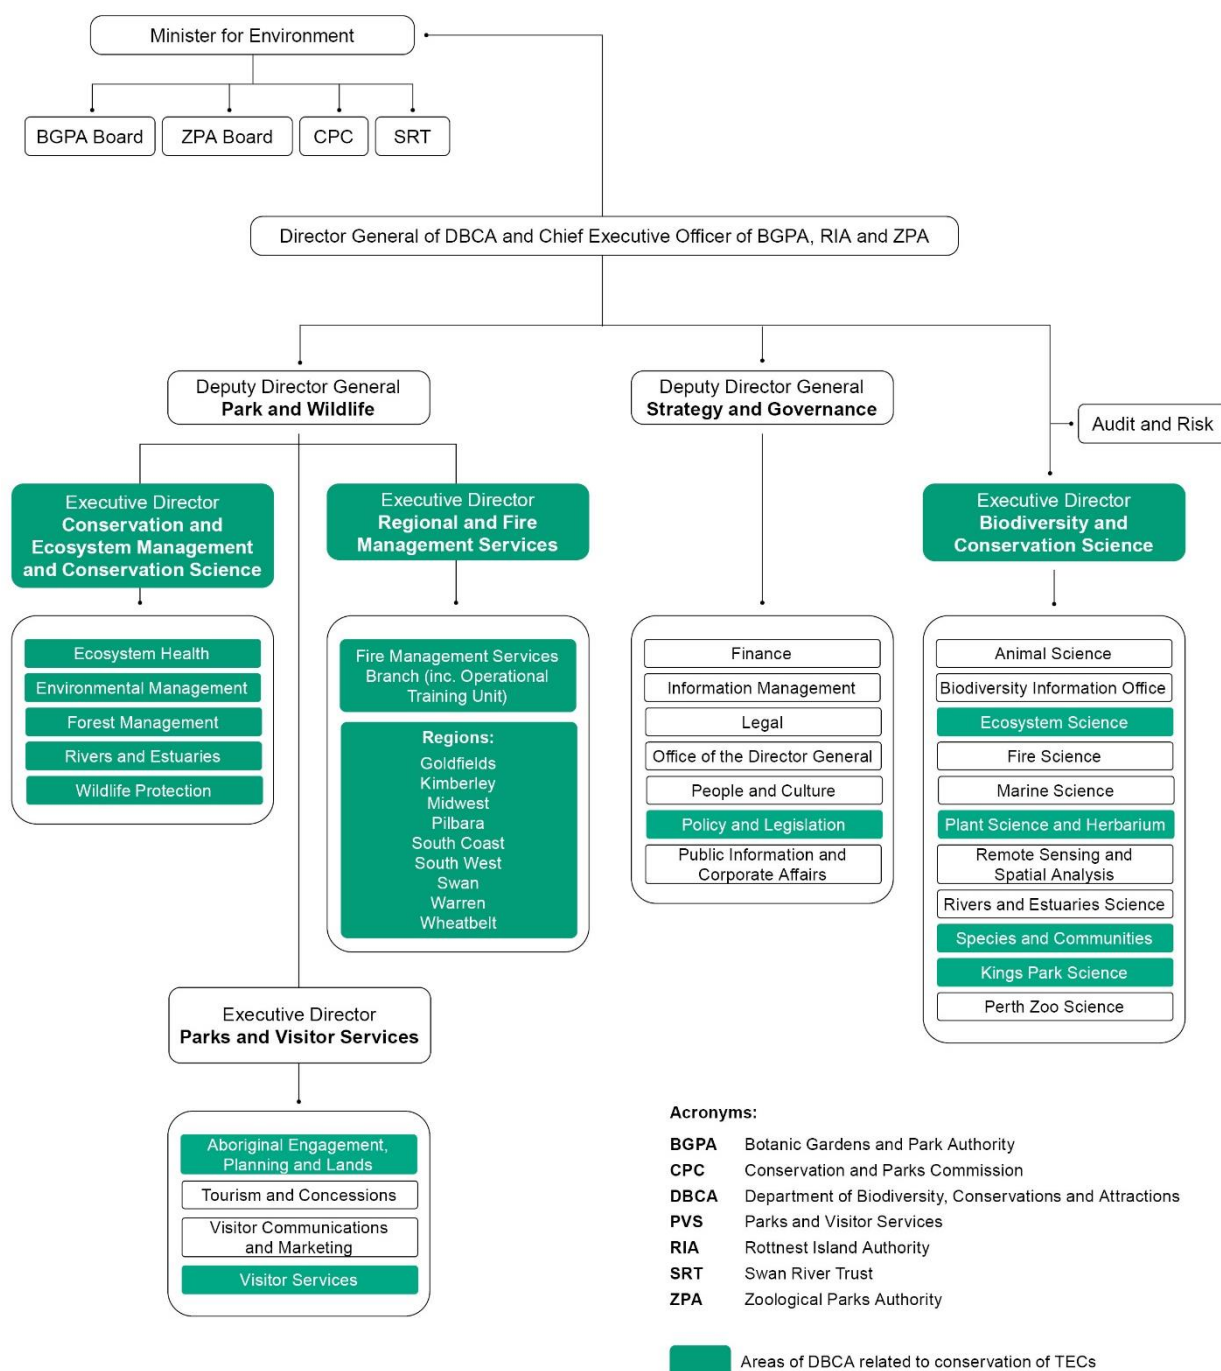 Minister for Environment
BGPA Board
ZPA Board
CPC
SRT
Director General of DBCA and Chief Executive Officer of BGPA, RIA and ZPA
Deputy Director General
Park and Wildlife
Deputy Director General
Strategy and Governance
Audit and Risk
Executive Director
Conservation and
Ecosystem Management
and Conservation Science
Executive Director
Regional and Fire
Management Services
Executive Director
Biodiversity and
Conservation Science
Ecosystem Health
Environmental Management
Forest Management
Rivers and Estuaries
Wildlife Protection
Fire Management Services
Branch (inc. Operational
Training Unit)
Regions:
Goldfields
Kimberley
Midwest
Pilbara
South Coast
South West
Swan
Warren
Wheatbelt
Finance
Information Management
Legal
Office of the Director General
People and Culture
Policy and Legislation
Public Information and
Corporate Affairs
Animal Science
Biodiversity Information Office
Ecosystem Science
Fire Science
Marine Science
Plant Science and Herbarium
Remote Sensing and
Spatial Analysis
Rivers and Estuaries Science
Species and Communities
Kings Park Science
Perth Zoo Science
Executive Director
Parks and Visitor Services
Aboriginal Engagement,
Planning and Lands
Tourism and Concessions
Visitor Communications
and Marketing
Visitor Services
Acronyms:
BGPA Botanic Gardens and Park Authority
CPC Conservation and Parks Commission
DBCA Department of Biodiversity, Conservations and Attractions
PVS Parks and Visitor Services
RIA Rottnest Island Authority
SRT Swan River Trust
ZPA Zoological Parks Authority
Areas of DBCA related to conservation of TECs